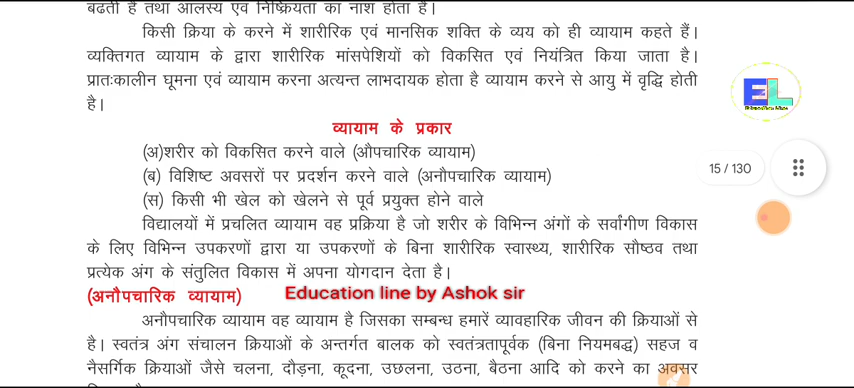 बढती है तथा आलस्य एवं निष्क्रियता का नाश होता है।
किसी क्रिया के करने में शारीरिक एवं मानसिक शक्ति के व्यय को ही व्यायाम कहते हैं।
व्यक्तिगत व्यायाम के द्वारा शारीरिक मांसपेशियों को विकसित एवं नियंत्रित किया जाता है।
प्रातःकालीन घूमना एवं व्यायाम करना अत्यन्त लाभदायक होता है व्यायाम करने से आयु में वृद्धि होती
है।
EL
व्यायाम के प्रकार
(अ)शरीर को विकसित करने वाले (औपचारिक व्यायाम)
15 / 130
(ब) विशिष्ट अवसरों पर प्रदर्शन करने वाले (अनौपचारिक व्यायाम)
(स) किसी भी खेल को खेलने से पूर्व प्रयुक्त होने वाले
विद्यालयों में प्रचलित व्यायाम वह प्रक्रिया है जो शरीर के विभिन्न अंगों के सर्वांगीण विकास
के लिए विभिन्न उपकरणों द्वारा या उपकरणों के बिना शारीरिक स्वास्थ्य, शारीरिक सौष्ठव तथा
प्रत्येक अंग के संतुलित विकास में अपना योगदान देता है।
(अनौपचारिक व्यायाम) Education line by Ashok sir
अनौपचारिक व्यायाम वह व्यायाम है जिसका सम्बन्ध हमारें व्यावहारिक जीवन की क्रियाओं से
है। स्वतंत्र अंग संचालन क्रियाओं के अन्तर्गत बालक को स्वतंत्रतापूर्वक (बिना नियमबद्ध) सहज व
नैसर्गिक क्रियाओं जैसे चलना, दौड़ना, कूदना, उछलना, उठना, बैठना आदि को करने का अवसर